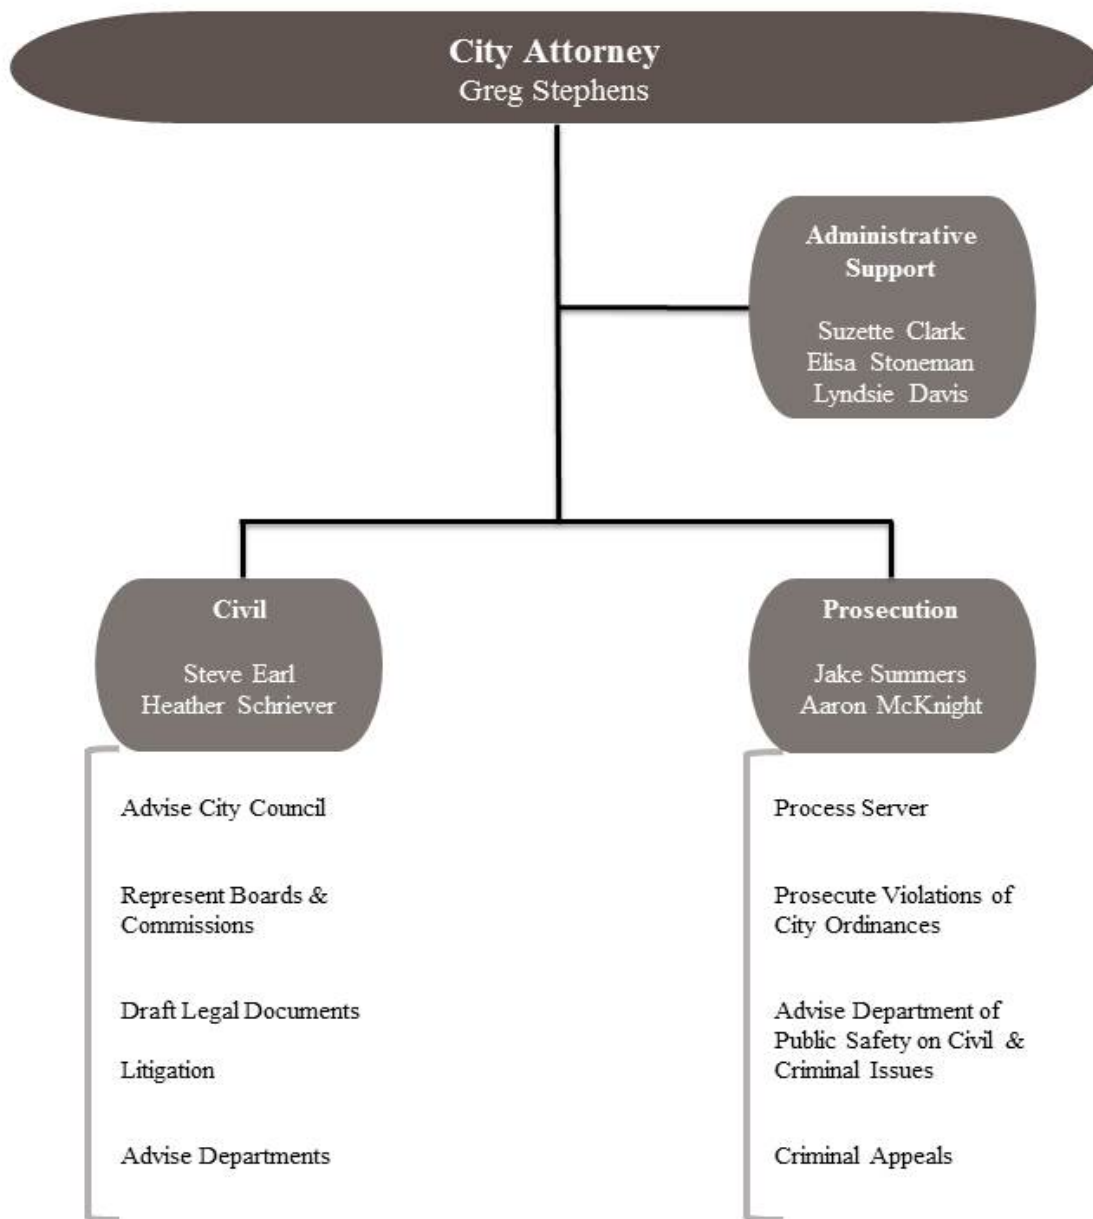 City Attorney
Greg Stephens
Administrative
Support
Suzette Clark
Elisa Stoneman
Lyndsie Davis
Civil
Steve Earl
Heather Schriever
Prosecution
Jake Summers
Aaron McKnight
Advise City Council
Represent Boards &
Commissions
Draft Legal Documents
Litigation
Advise Departments
Process Server
Prosecute Violations of
City Ordinances
Advise Department of
Public Safety on Civil &
Criminal Issues
Criminal Appeals